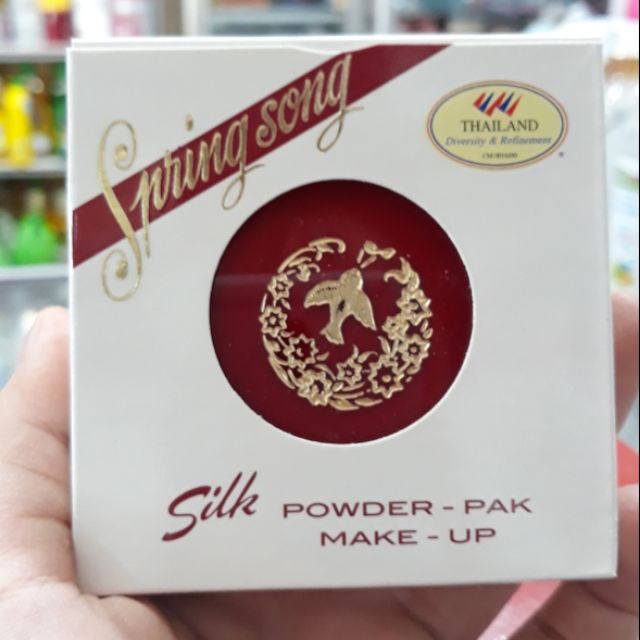 Spring song
THAILAND
Diversity & Refinement
Silk POWDER - PAK
MAKE - UP